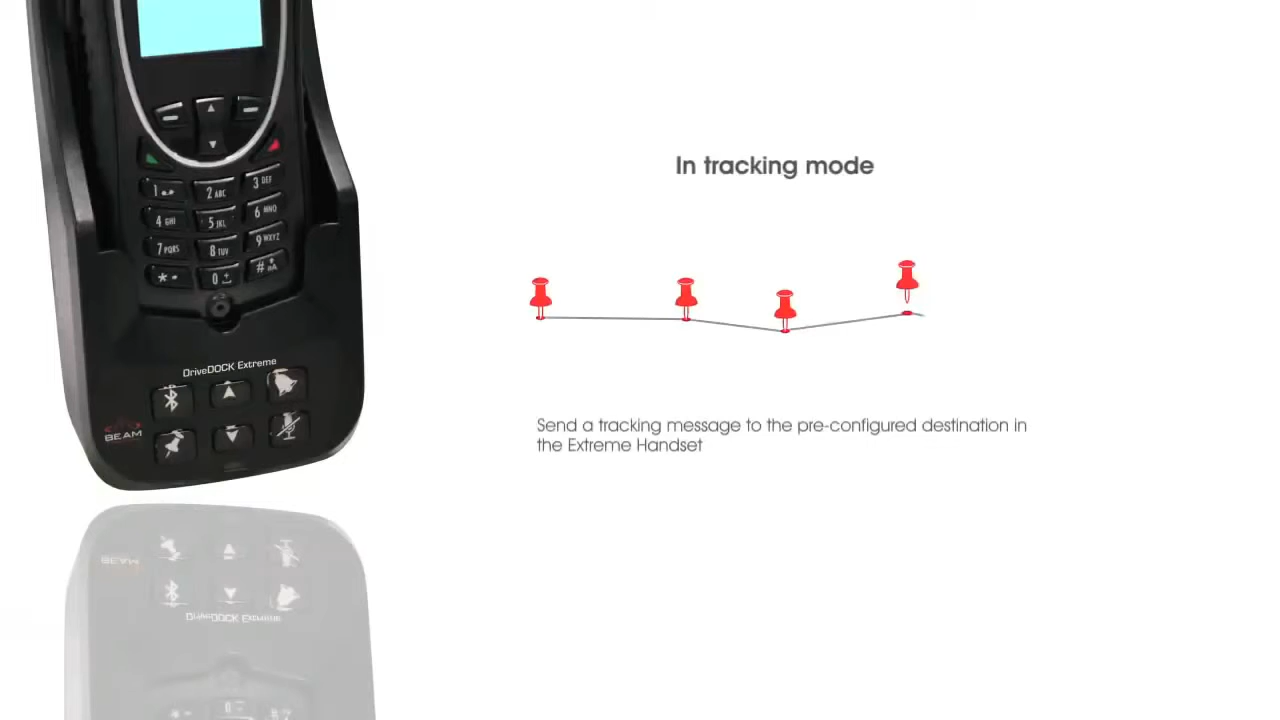 In tracking mode
Send a tracking message to the pre-configured destination in
the Extreme Handset
1
2 ABC
3 DEF
4 GHI
5 JKL
6 MNO
7 PQRS
8 TUV
9 WXYZ
*
0
#
DriveDOCK Extreme
BEAM